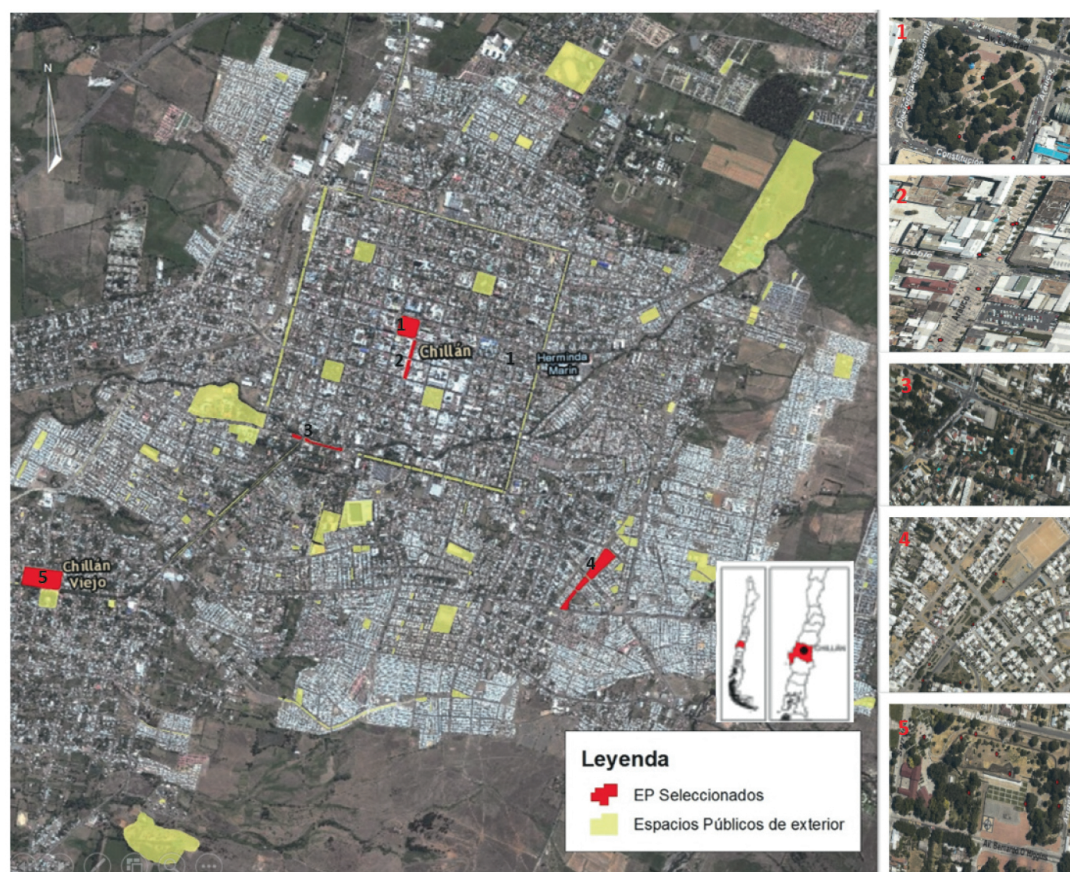 N
1
2
Chillán
1
Herminda
Marín
3
4
5
Chillán
Viejo
CHILLÁN
Leyenda
EP Seleccionados
Espacios Públicos de exterior
1
Constitución
2
3
4
5